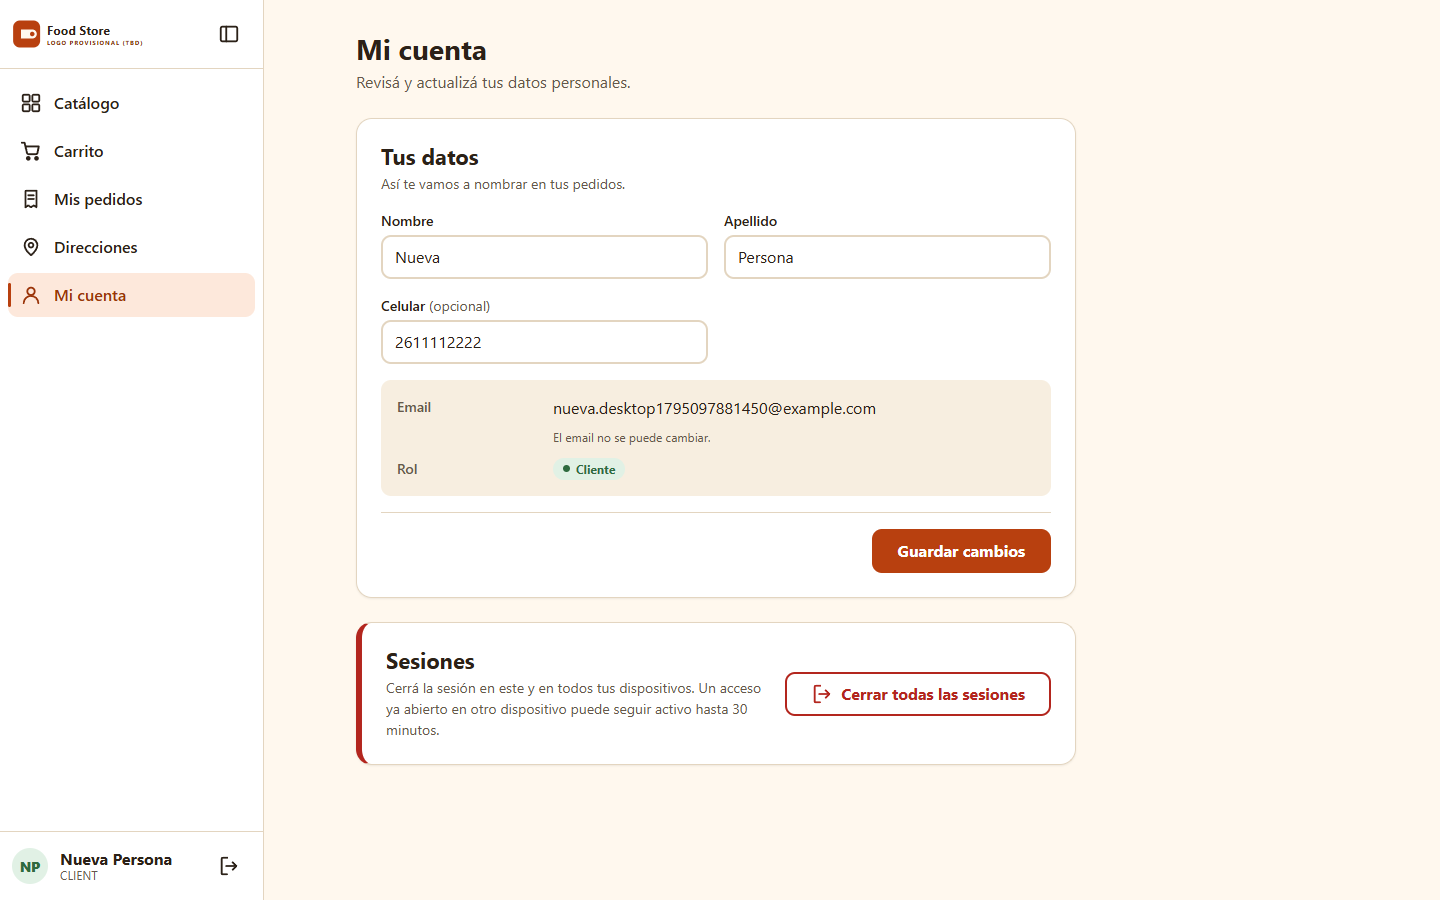 Food Store
LOGO PROVISIONAL (TBD)
Catálogo
Carrito
Mis pedidos
Direcciones
Mi cuenta
Nueva Persona
NP
CLIENT
Mi cuenta
Revisá y actualizá tus datos personales.
Tus datos
Así te vamos a nombrar en tus pedidos.
Nombre
Apellido
Nueva
Persona
Celular (opcional)
2611112222
Email
nueva.desktop1795097881450@example.com
El email no se puede cambiar.
Rol
Cliente
Guardar cambios
Sesiones
Cerrá la sesión en este y en todos tus dispositivos. Un acceso
ya abierto en otro dispositivo puede seguir activo hasta 30
minutos.
Cerrar todas las sesiones